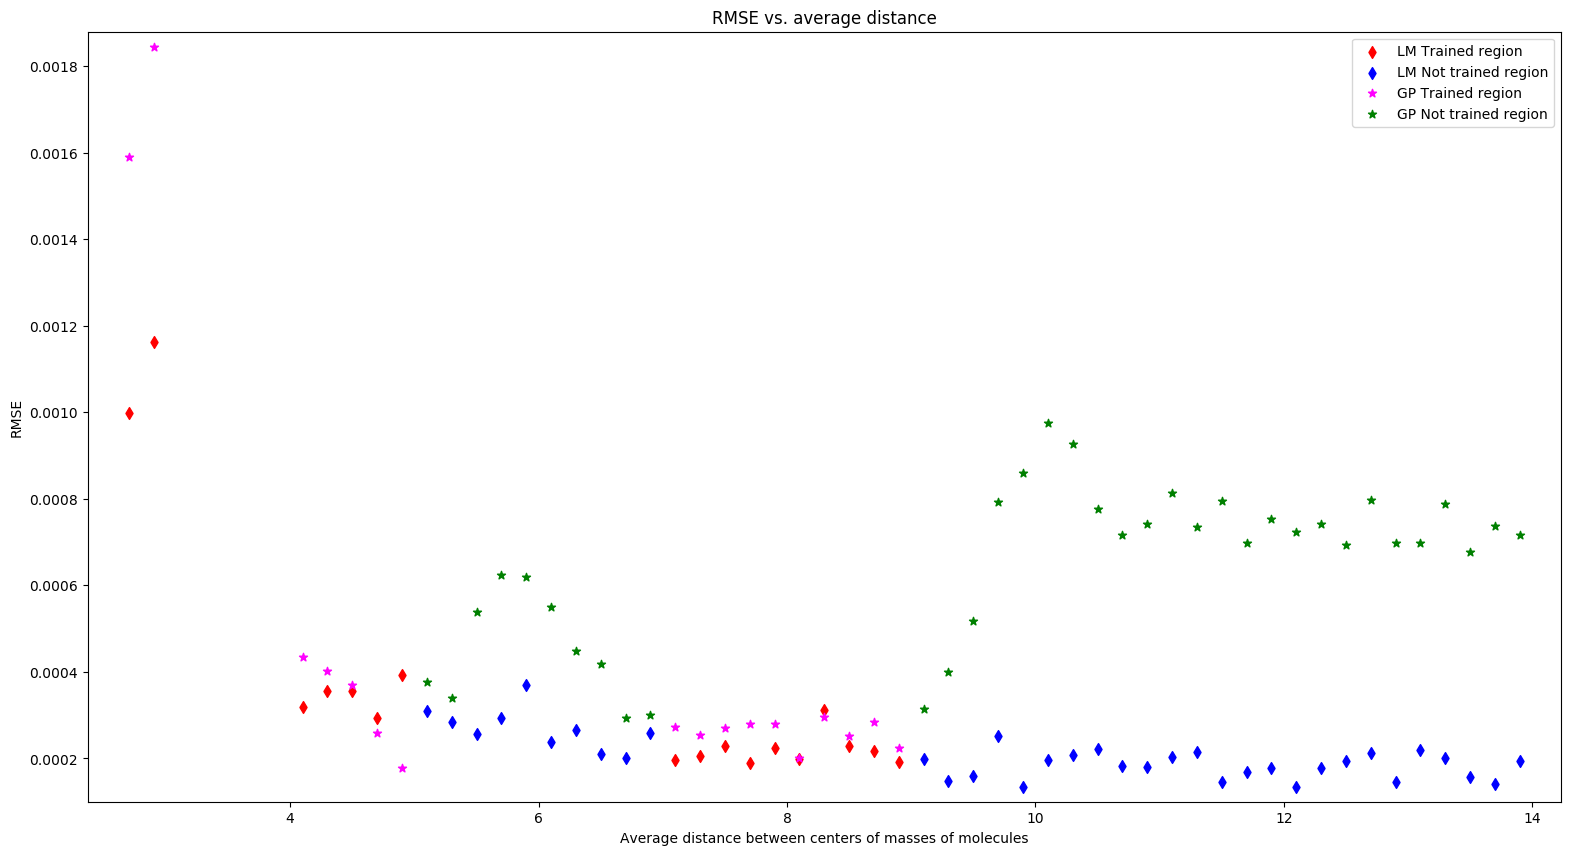 RMSE vs. average distance
LM Trained region
LM Not trained region
GP Trained region
GP Not trained region
RMSE
0.0018
0.0016
0.0014
0.0012
0.0010
0.0008
0.0006
0.0004
0.0002
4 6 8 10 12 14
Average distance between centers of masses of molecules